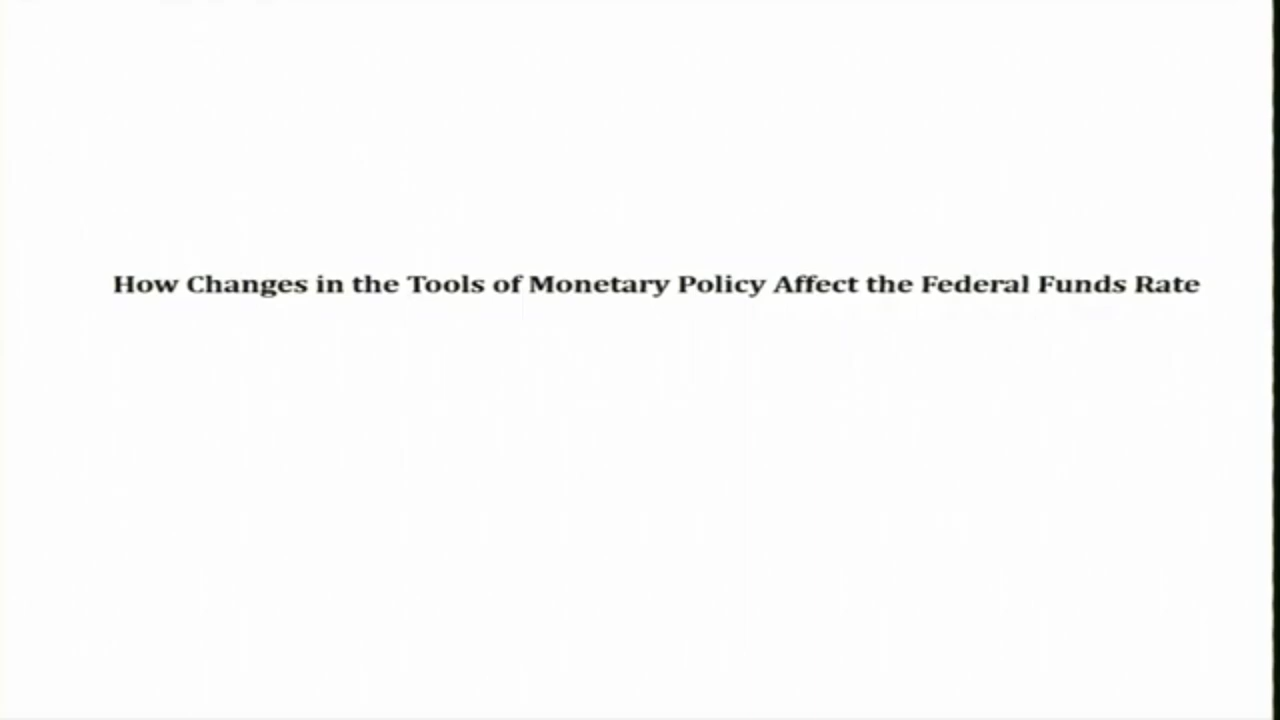 How Changes in the Tools of Monetary Policy Affect the Federal Funds Rate